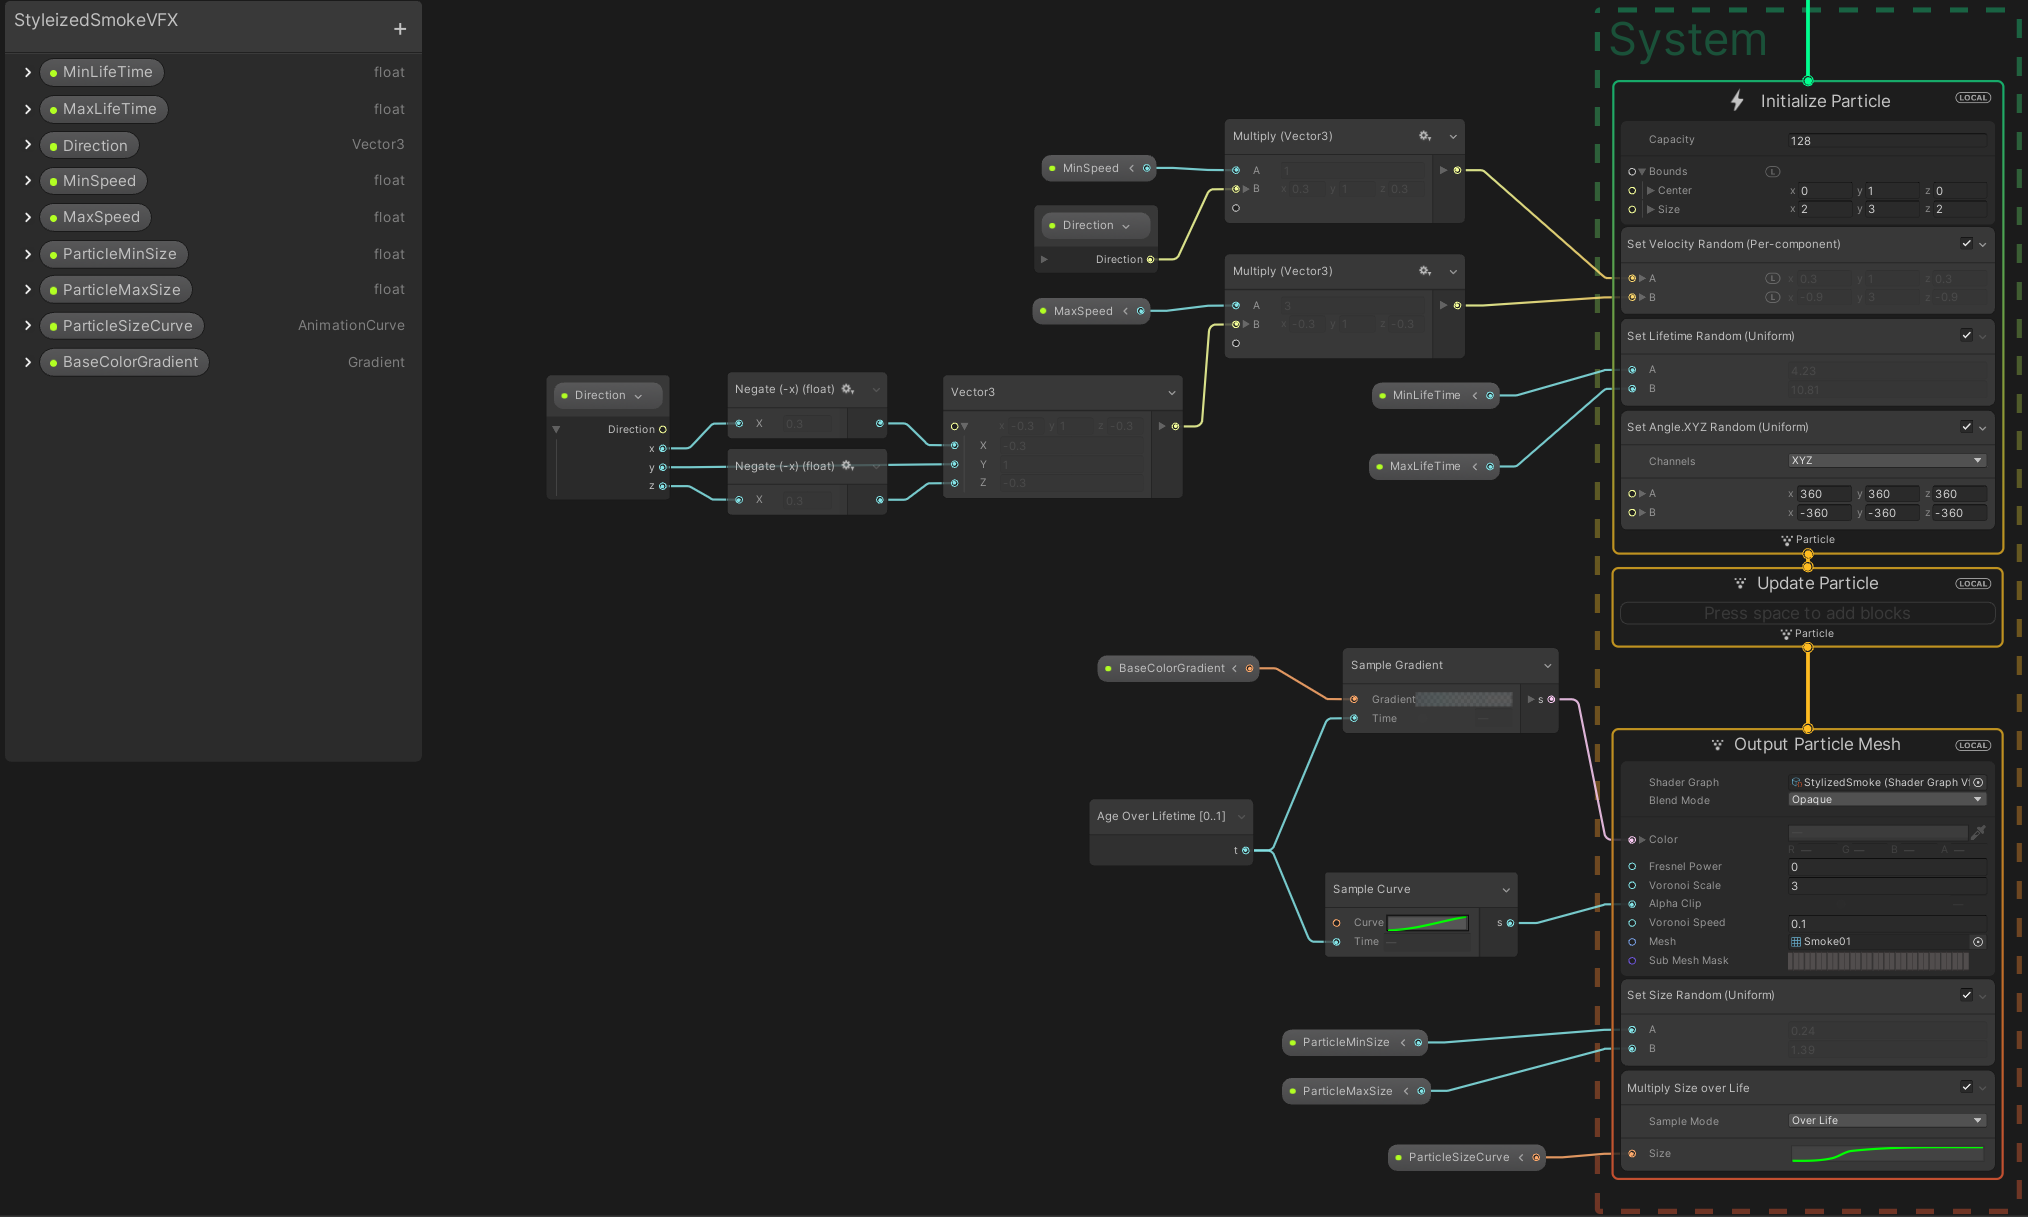 StyleizedSmokeVFX
+
MinLifeTime float
MaxLifeTime float
Direction Vector3
MinSpeed float
MaxSpeed float
ParticleMinSize float
ParticleMaxSize float
ParticleSizeCurve AnimationCurve
BaseColorGradient Gradient
MinSpeed
Direction
Direction
MaxSpeed
Multiply (Vector3)
A 1
B x 0.3 y 1 z 0.3
Multiply (Vector3)
A 3
B x -0.3 y 1 z -0.3
Direction
Direction
x
y
z
Negate (-x) (float)
X 0.3
Negate (-x) (float)
X 0.3
Vector3
x -0.3 y 1 z -0.3
X -0.3
Y 1
Z -0.3
MinLifeTime
MaxLifeTime
BaseColorGradient
Sample Gradient
Gradient s
Time
Age Over Lifetime [0..1]
t
Sample Curve
Curve s
Time
ParticleMinSize
ParticleMaxSize
ParticleSizeCurve
System
Initialize Particle LOCAL
Capacity 128
Bounds L
Center x 0 y 1 z 0
Size x 2 y 3 z 2
Set Velocity Random (Per-component)
A L x 0.3 y 1 z 0.3
B L x -0.9 y 3 z -0.9
Set Lifetime Random (Uniform)
A 4.23
B 10.81
Set Angle.XYZ Random (Uniform)
Channels XYZ
A x 360 y 360 z 360
B x -360 y -360 z -360
Particle
Update Particle LOCAL
Press space to add blocks
Particle
Output Particle Mesh LOCAL
Shader Graph StylizedSmoke (Shader Graph
Blend Mode Opaque
Color
R — G — B — A —
Fresnel Power 0
Voronoi Scale 3
Alpha Clip
Voronoi Speed 0.1
Mesh Smoke01
Sub Mesh Mask
Set Size Random (Uniform)
A 0.24
B 1.39
Multiply Size over Life
Sample Mode Over Life
Size